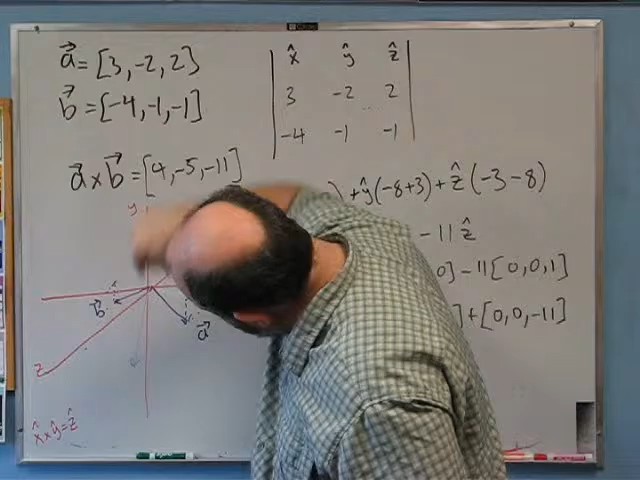 a⃗ = [3, -2, 2}
b⃗ = [-4, -1, -1]
a⃗ x b⃗ = [4, -5, -11]
x̂ ŷ ẑ
3 -2 2
-4 -1 -1
) + ŷ(-8+3) + ẑ(-3-8)
- 11 ẑ
0] - 11[0, 0, 1]
] + [0, 0, -11]
y
b⃗
a⃗
z
x̂ x ŷ = ẑ